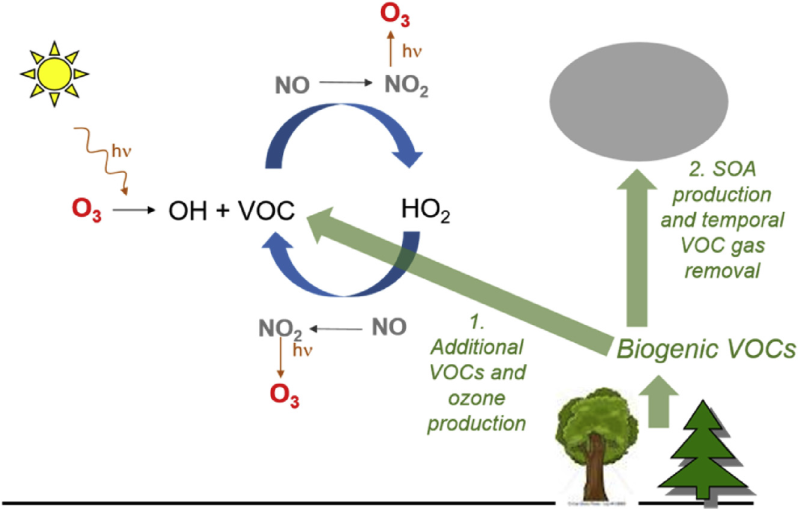 O3
hν
NO → NO2
hν
O3 → OH + VOC
HO2
2. SOA
production
and temporal
VOC gas
removal
NO2 ← NO
hν
O3
1.
Additional
VOCs and
ozone
production
Biogenic VOCs